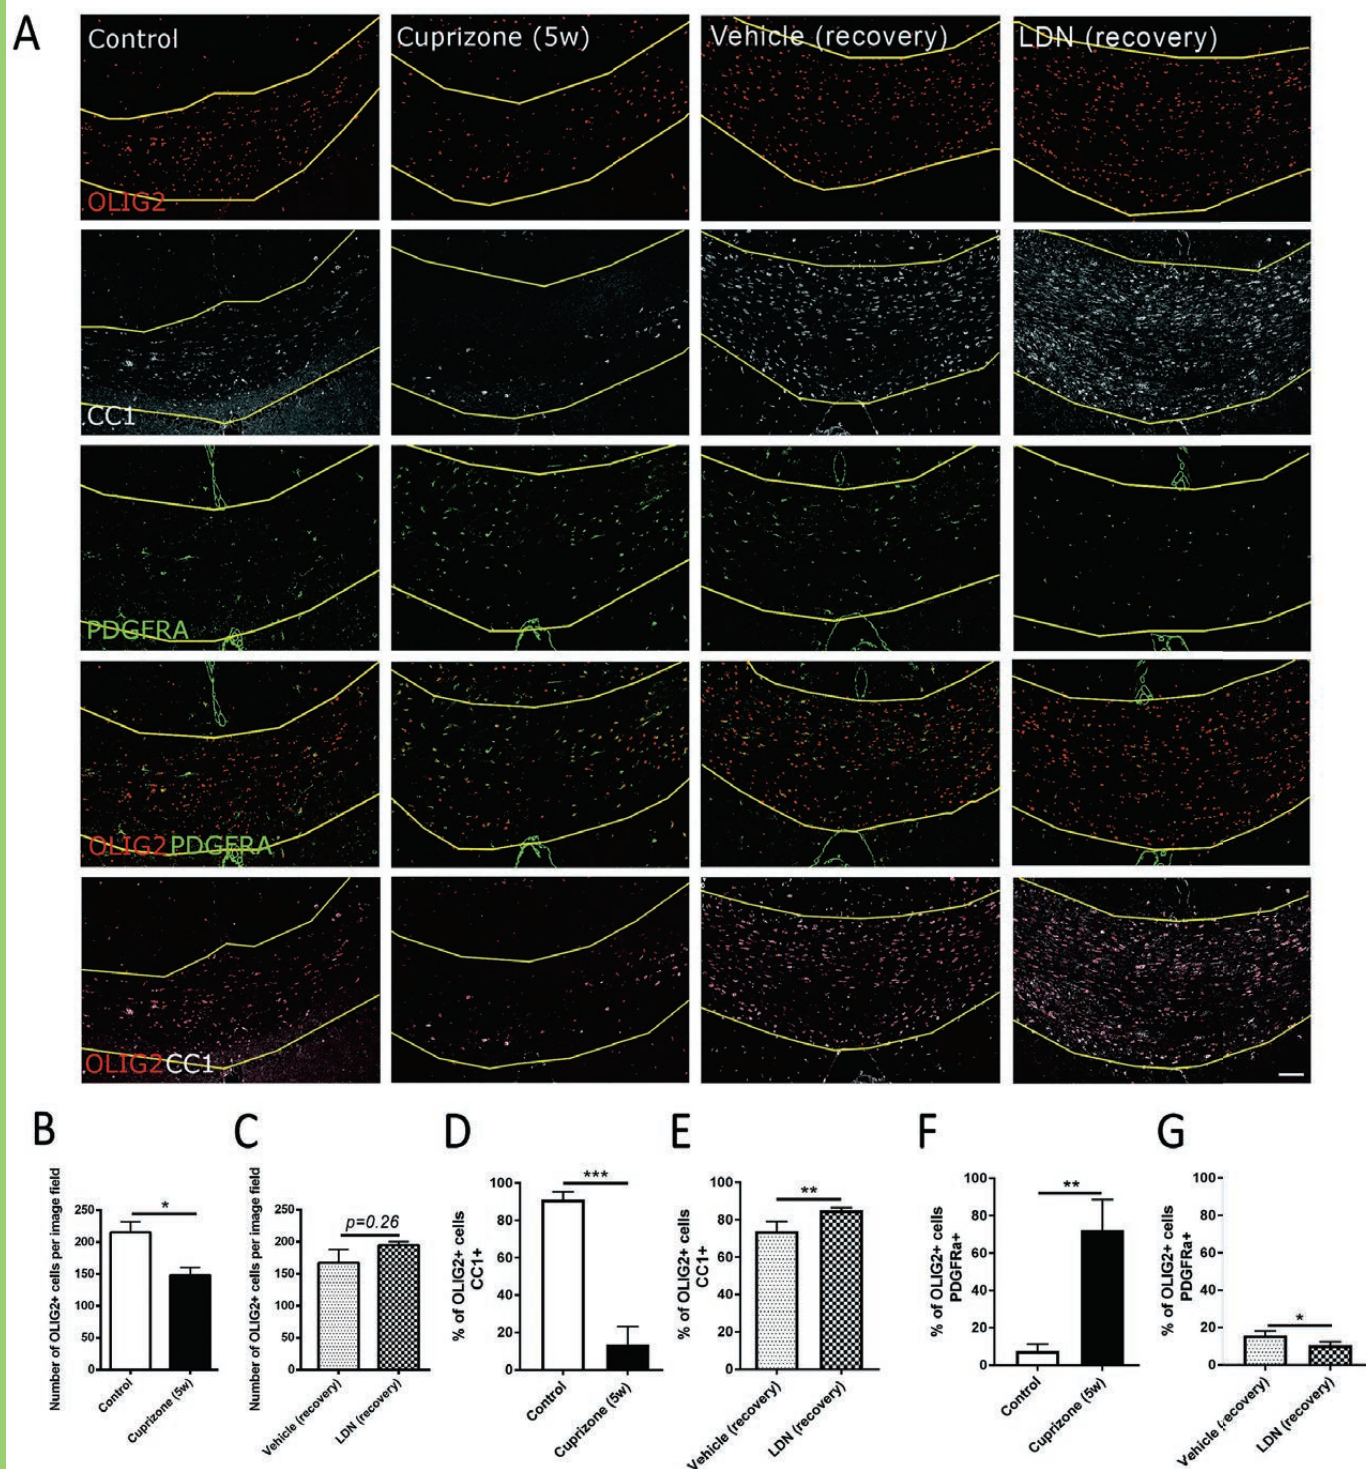 A
Control
Cuprizone (5w)
Vehicle (recovery)
LDN (recovery)
OLIG2
CC1
PDGFRA
OLIG2PDGFRA
OLIG2CC1
B
Number of OLIG2+ cells per image field
250
200
150
100
50
0
*
Control
Cuprizone (5w)
C
Number of OLIG2+ cells per image field
250
200
150
100
50
0
p=0.26
Vehicle (recovery)
LDN (recovery)
D
% of OLIG2+ cells
CC1+
100
80
60
40
20
0
***
Control
Cuprizone (5w)
E
% of OLIG2+ cells
CC1+
100
80
60
40
20
0
**
Vehicle (recovery)
LDN (recovery)
F
% of OLIG2+ cells
PDGFRa+
100
80
60
40
20
0
**
Control
Cuprizone (5w)
G
% of OLIG2+ cells
PDGFRa+
100
80
60
40
20
0
*
Vehicle (recovery)
LDN (recovery)